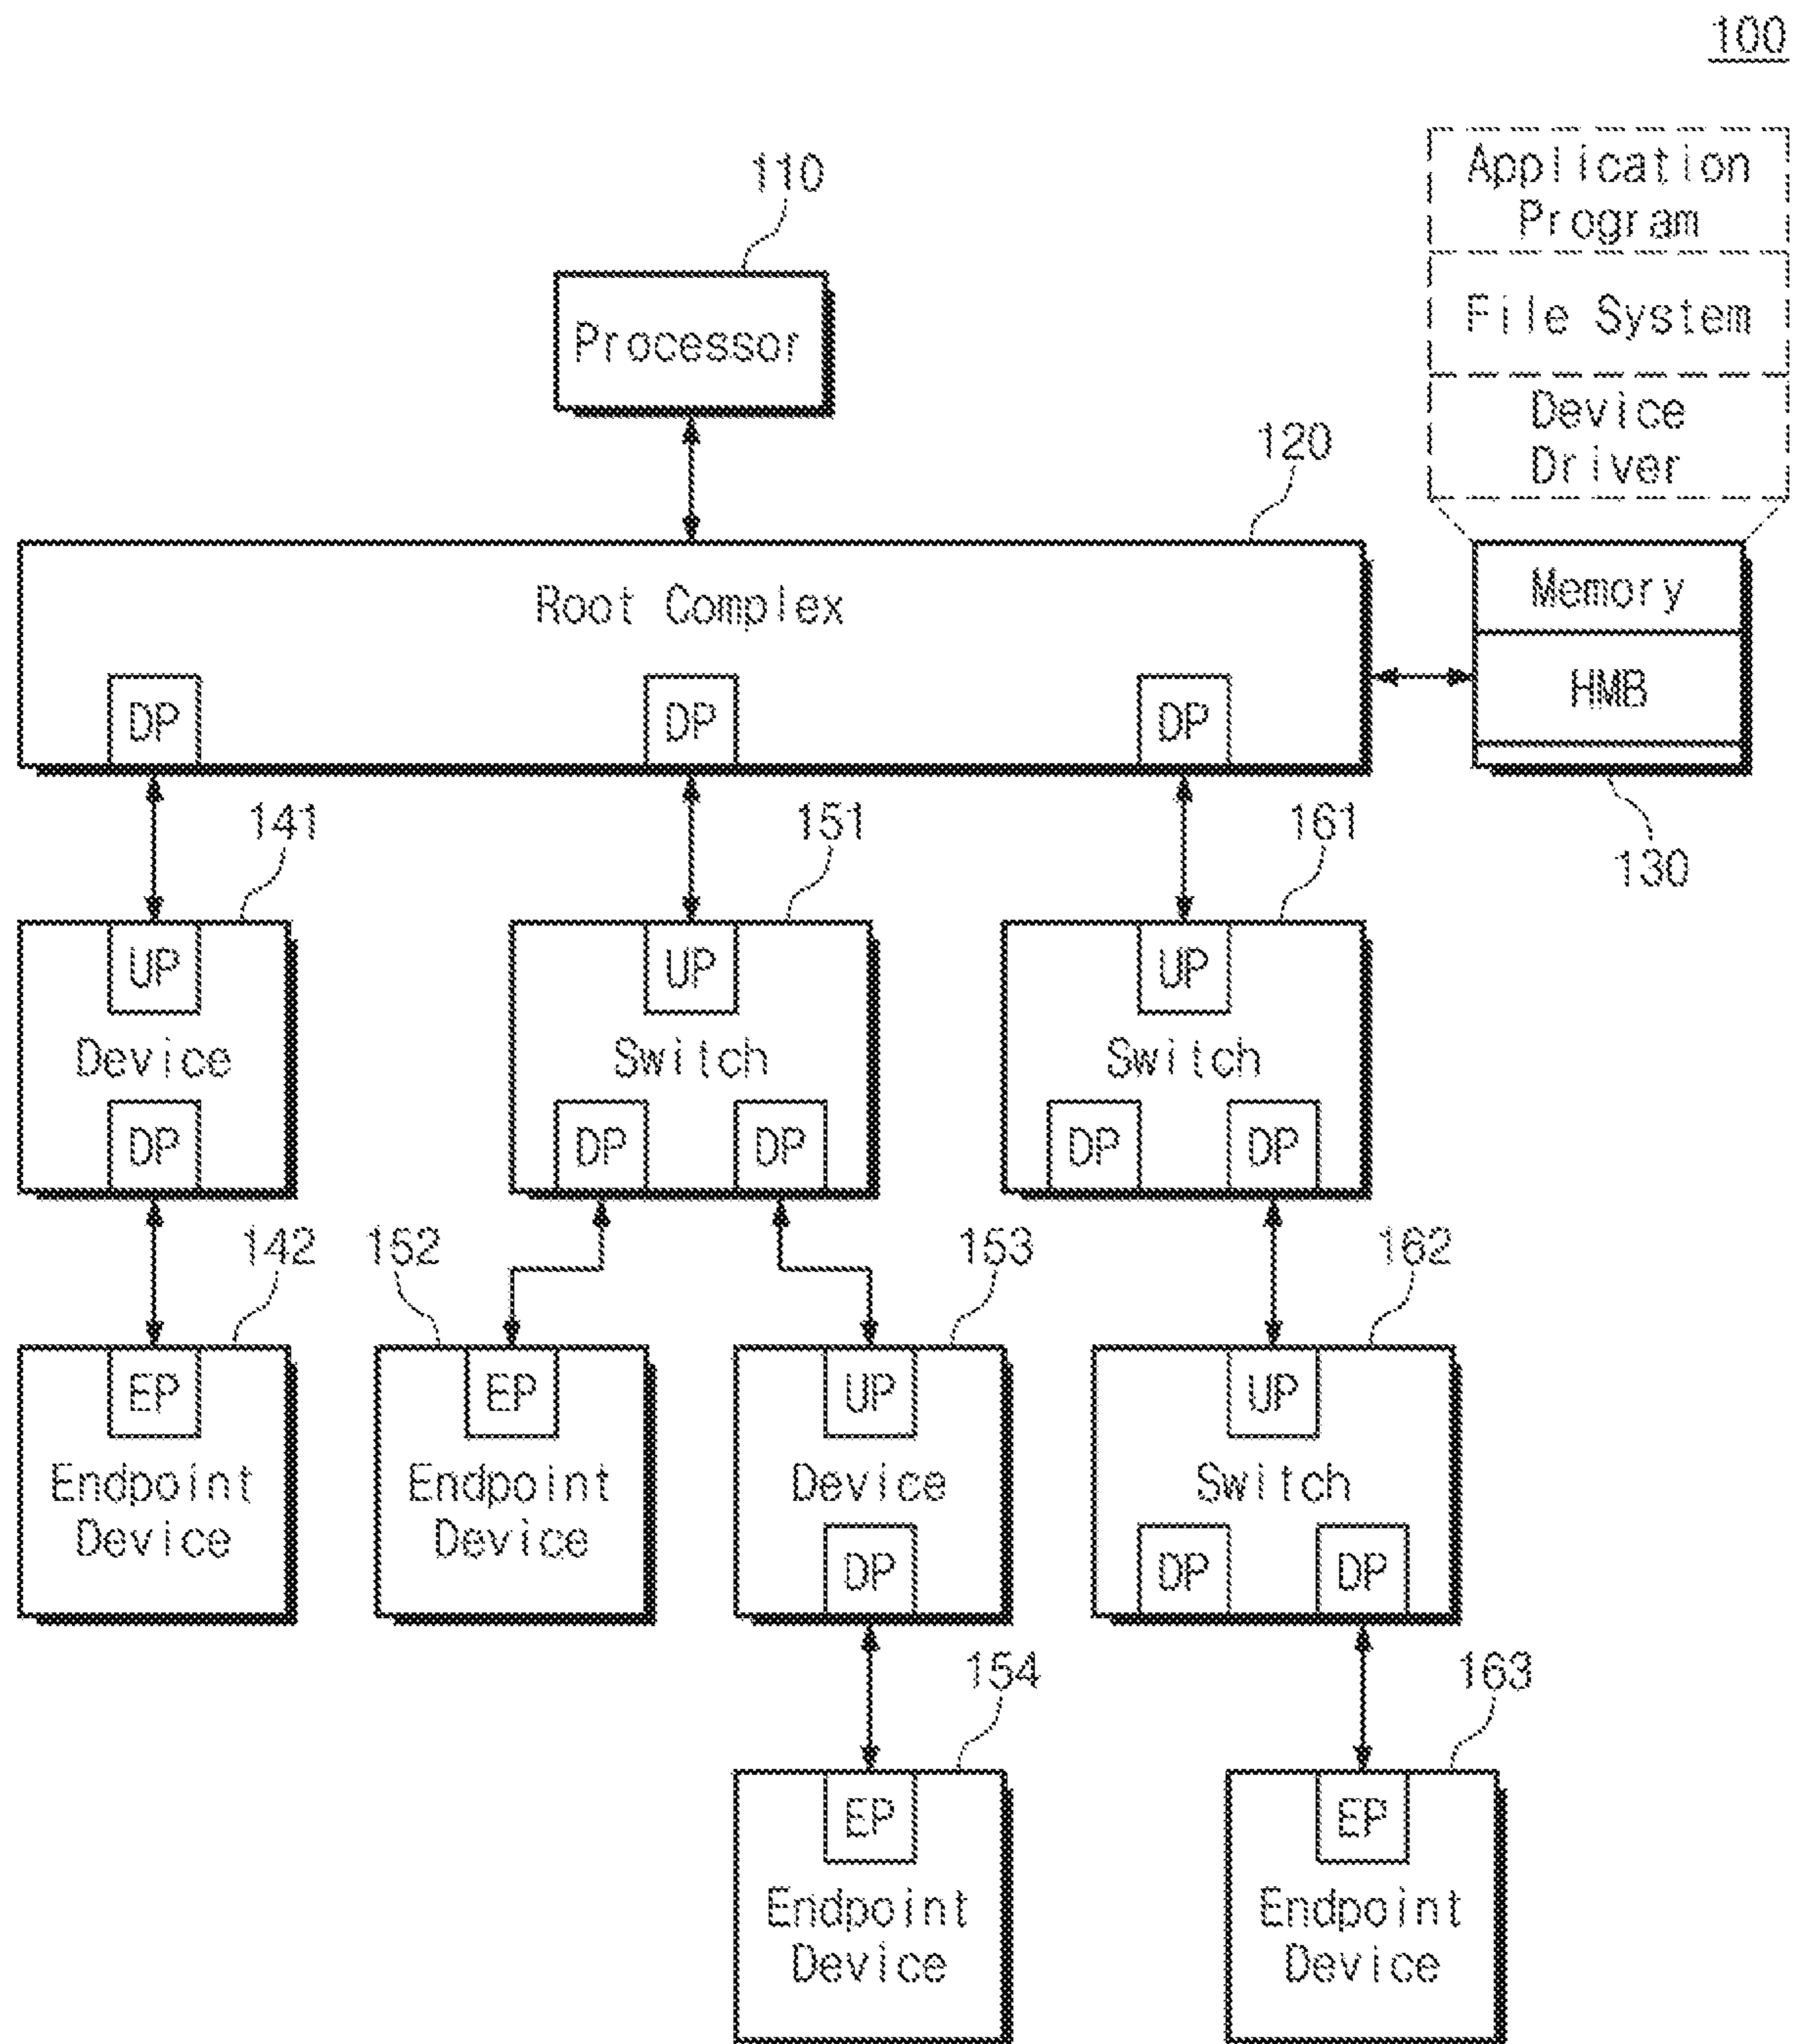 100
Application
Program
File System
Device
Driver
110
Processor
120
Root Complex
DP DP DP
Memory
HMB
130
141 151 161
UP UP UP
Device Switch Switch
DP DP DP DP DP
142 152 153 162
EP EP UP UP
Endpoint
Device
Endpoint
Device
Device
Switch
DP DP DP
154 163
EP EP
Endpoint
Device
Endpoint
Device